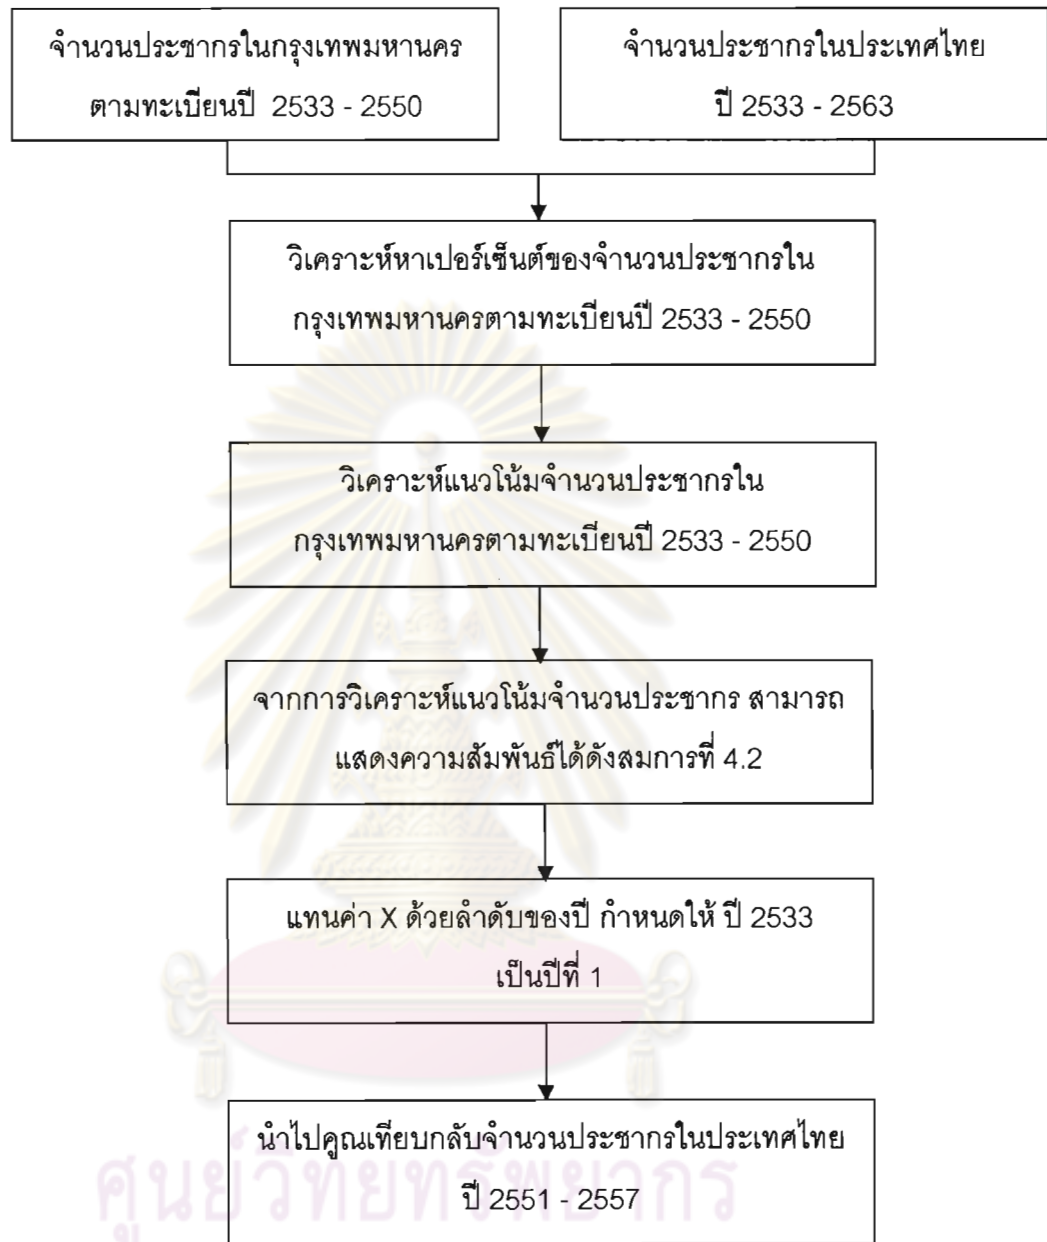 จำนวนประชากรในกรุงเทพมหานคร
ตามทะเบียนปี 2533 - 2550
จำนวนประชากรในประเทศไทย
ปี 2533 - 2563
วิเคราะห์หาเปอร์เซ็นต์ของจำนวนประชากรใน
กรุงเทพมหานครตามทะเบียนปี 2533 - 2550
วิเคราะห์แนวโน้มจำนวนประชากรใน
กรุงเทพมหานครตามทะเบียนปี 2533 - 2550
จากการวิเคราะห์แนวโน้มจำนวนประชากร สามารถ
แสดงความสัมพันธ์ได้ดังสมการที่ 4.2
แทนค่า X ด้วยลำดับของปี กำหนดให้ ปี 2533
เป็นปีที่ 1
นำไปคูณเทียบกลับจำนวนประชากรในประเทศไทย
ปี 2551 - 2557
ศูนย์วิทยทรัพยากร